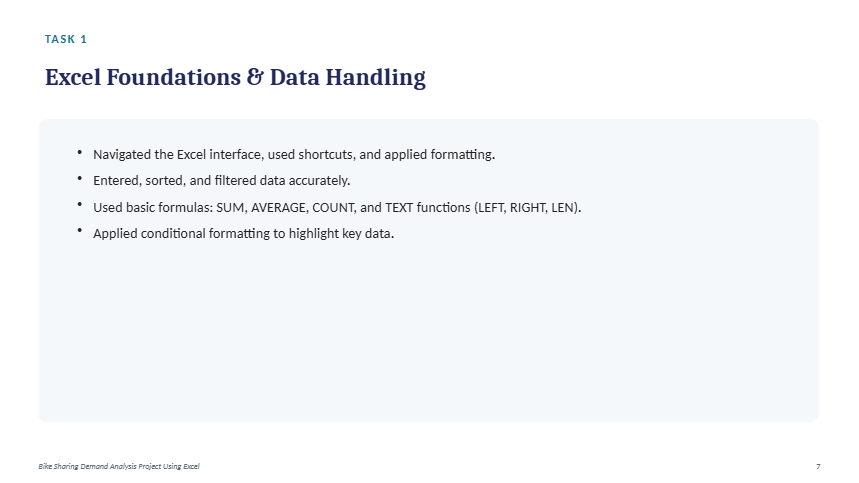 TASK 1
Excel Foundations & Data Handling
• Navigated the Excel interface, used shortcuts, and applied formatting.
• Entered, sorted, and filtered data accurately.
• Used basic formulas: SUM, AVERAGE, COUNT, and TEXT functions (LEFT, RIGHT, LEN).
• Applied conditional formatting to highlight key data.
Bike Sharing Demand Analysis Project Using Excel
7